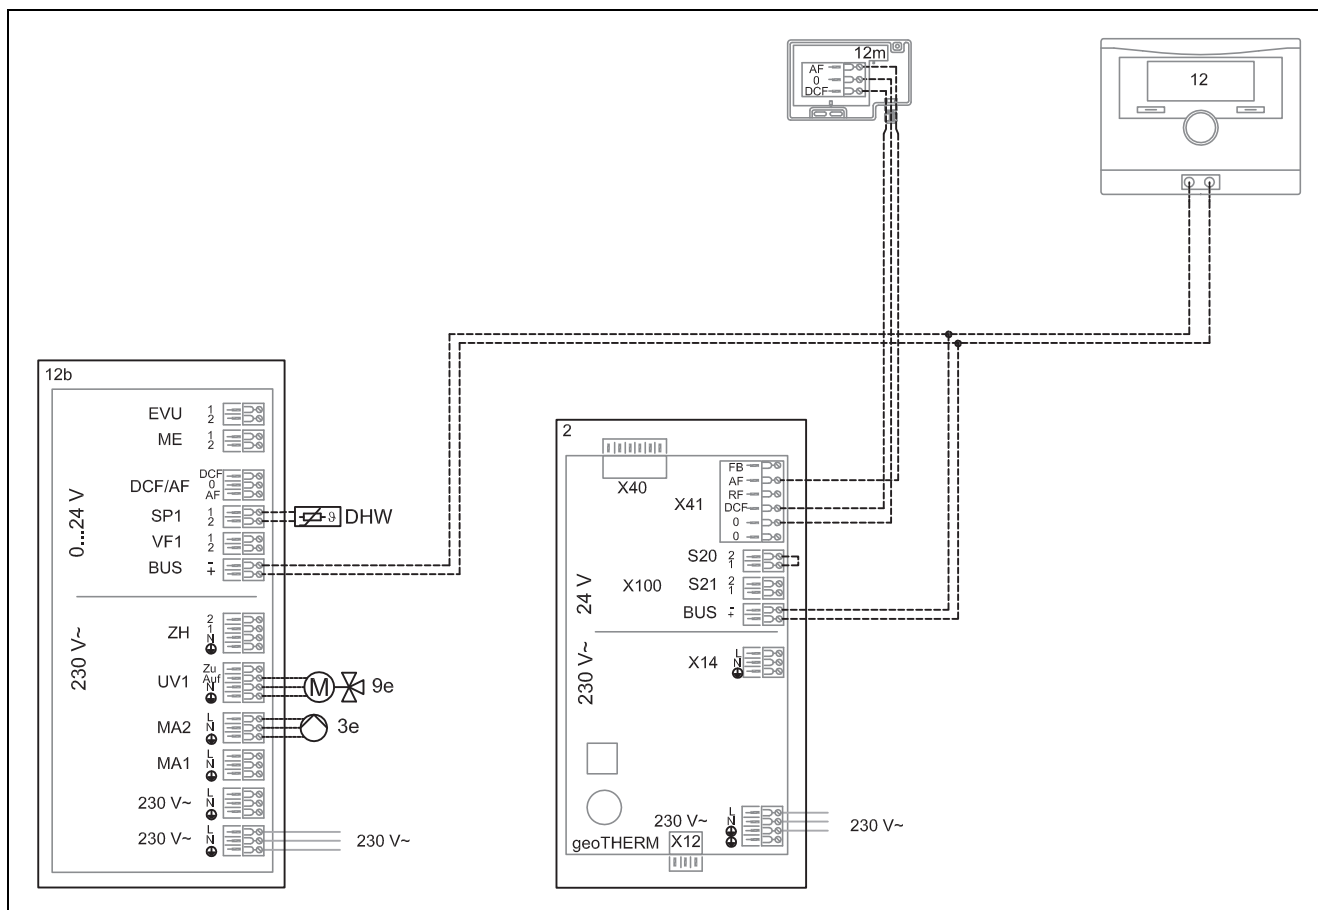 12m
AF
0
DCF
12
12b
0....24 V
EVU 1
2
ME 1
2
DCF/AF DCF
0
AF
SP1 1
2
DHW
VF1 1
2
BUS -
+
230 V~
ZH 2
1
N
UV1 Zu
Auf
N
M 9e
MA2 L
N
3e
MA1 L
N
230 V~ L
N
230 V~ L
N
230 V~
2
X40
X41
FB
AF
RF
DCF
0
0
24 V
X100
S20 2
1
S21 2
1
BUS -
+
230 V~
X14 L
N
230 V~ L
N
230 V~
geoTHERM X12